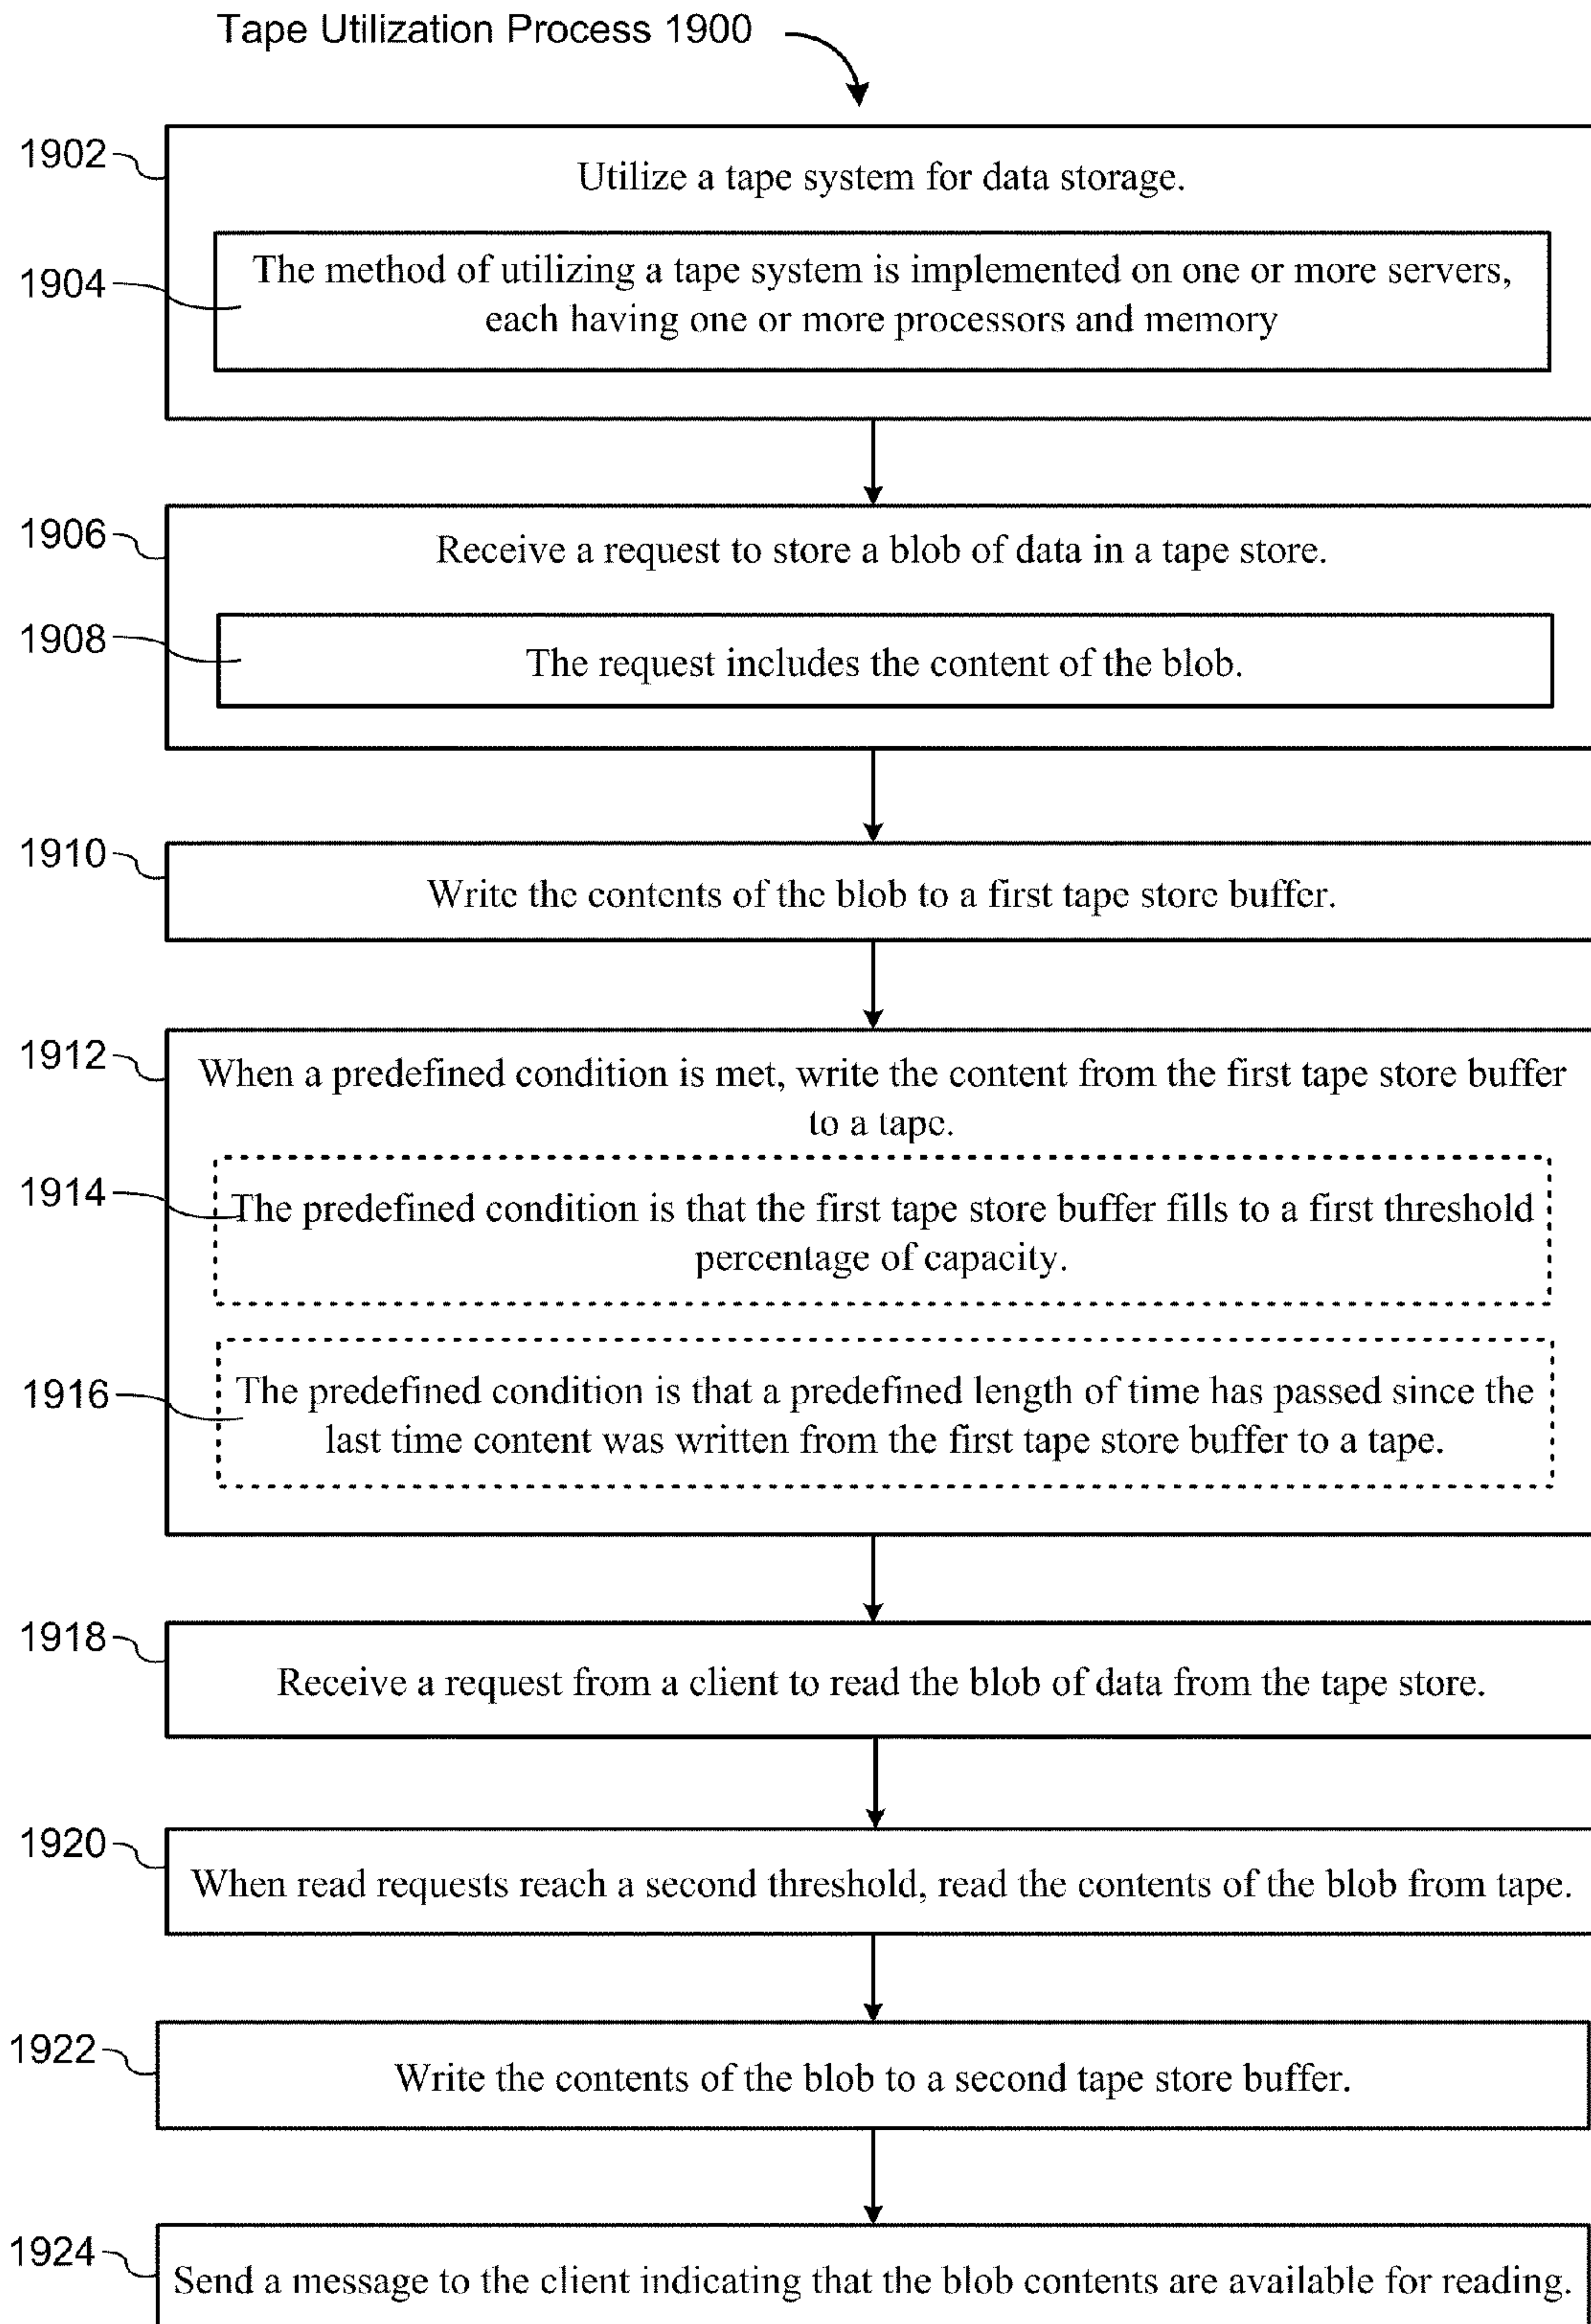 Tape Utilization Process 1900
1902
Utilize a tape system for data storage.
1904
The method of utilizing a tape system is implemented on one or more servers,
each having one or more processors and memory
1906
Receive a request to store a blob of data in a tape store.
1908
The request includes the content of the blob.
1910
Write the contents of the blob to a first tape store buffer.
1912
When a predefined condition is met, write the content from the first tape store buffer
to a tape.
1914
The predefined condition is that the first tape store buffer fills to a first threshold
percentage of capacity.
1916
The predefined condition is that a predefined length of time has passed since the
last time content was written from the first tape store buffer to a tape.
1918
Receive a request from a client to read the blob of data from the tape store.
1920
When read requests reach a second threshold, read the contents of the blob from tape.
1922
Write the contents of the blob to a second tape store buffer.
1924
Send a message to the client indicating that the blob contents are available for reading.